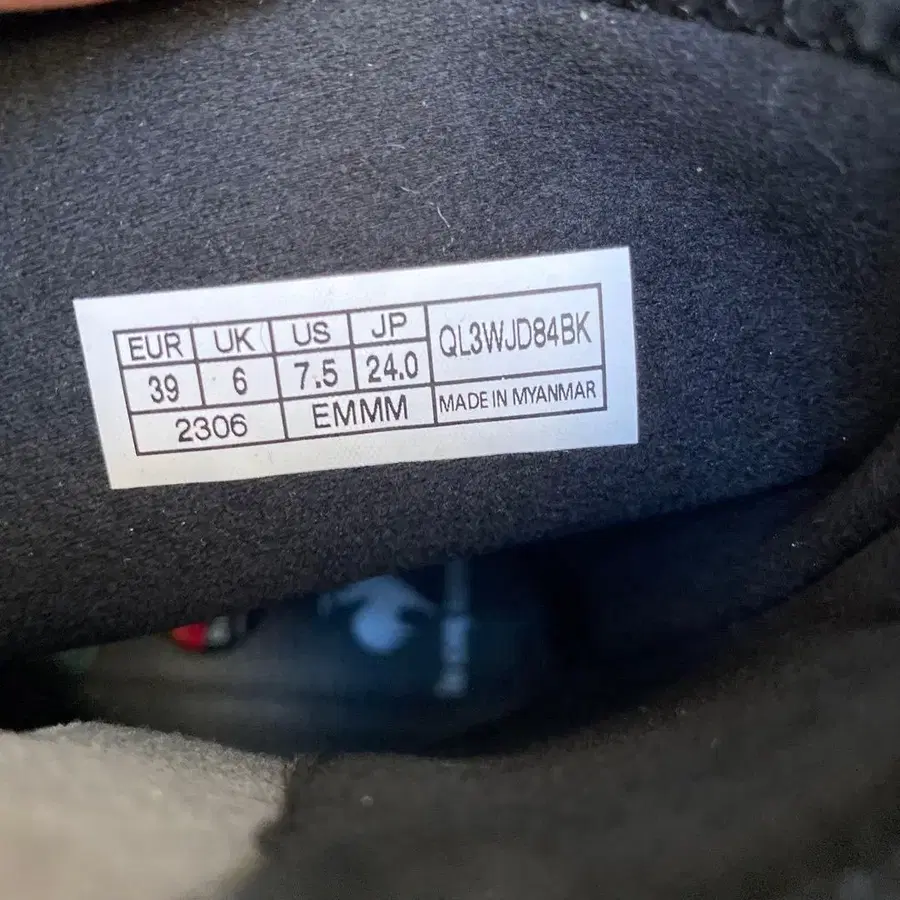 EUR UK US JP QL3WJD84BK
39 6 7.5 24.0
2306 EMMM MADE IN MYANMAR